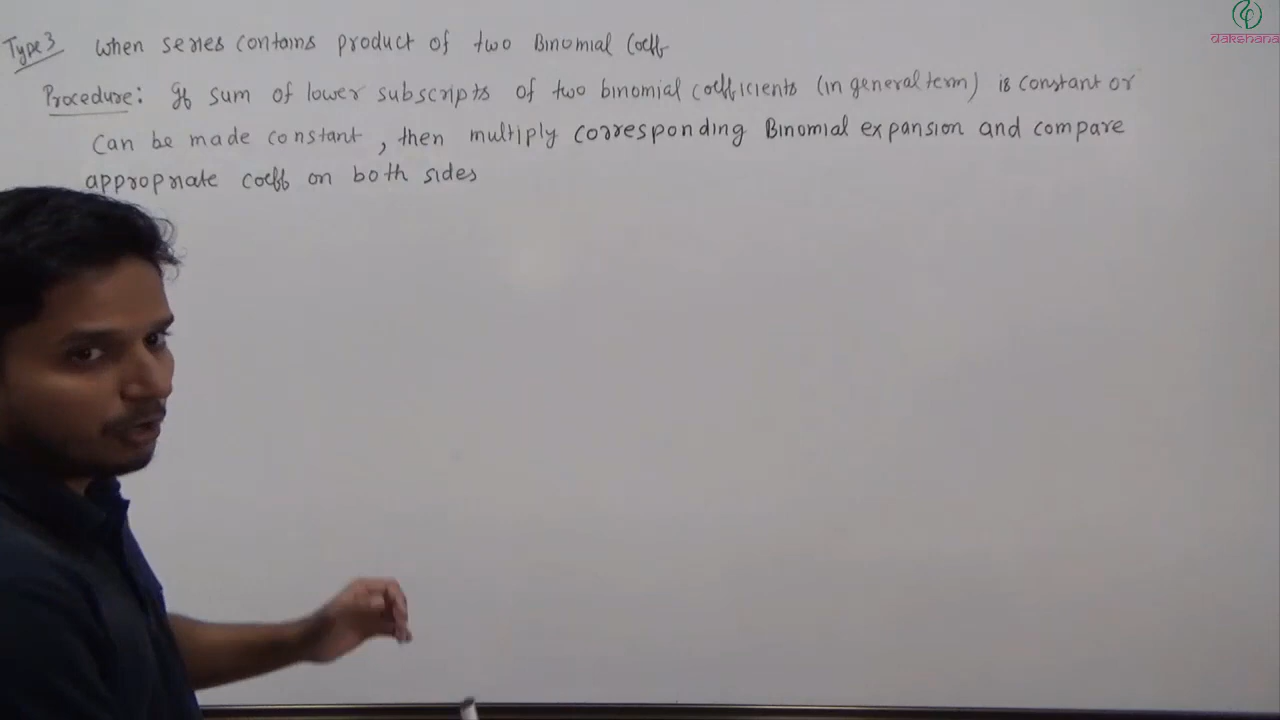 dakshana
Type 3 When series contains product of two Binomial Coeff
Procedure: If sum of lower subscripts of two binomial coefficients (in general term) is constant or
can be made constant, then multiply corresponding Binomial expansion and compare
appropriate coeff on both sides